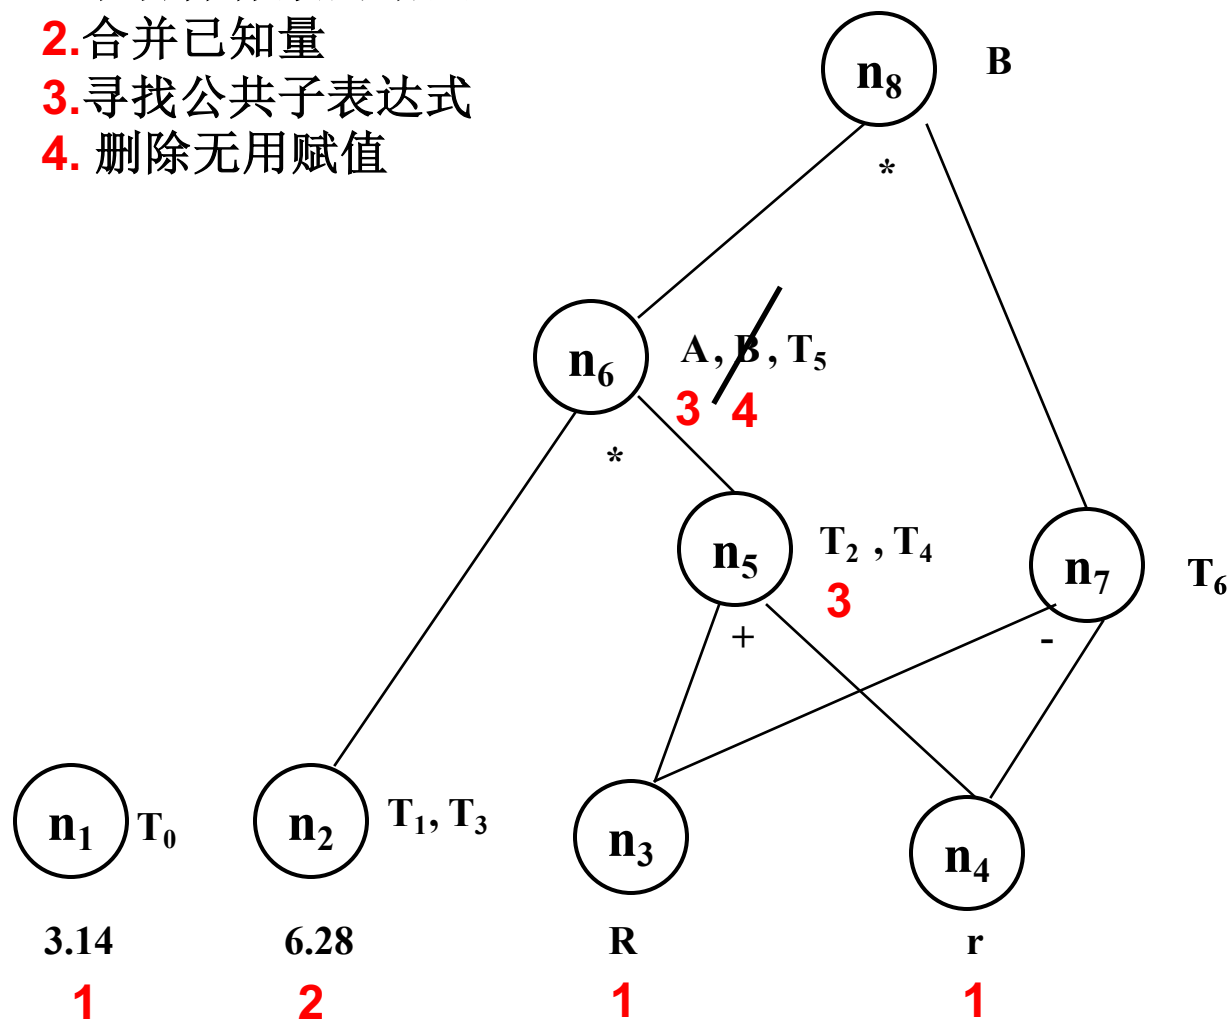 2.合并已知量
3.寻找公共子表达式
4. 删除无用赋值
n8 B
*
n6 A , B , T5
3 4
*
n5 T2 , T4
3
+
n7 T6
-
n1 T0
n2 T1, T3
n3
n4
3.14 6.28 R r
1 2 1 1